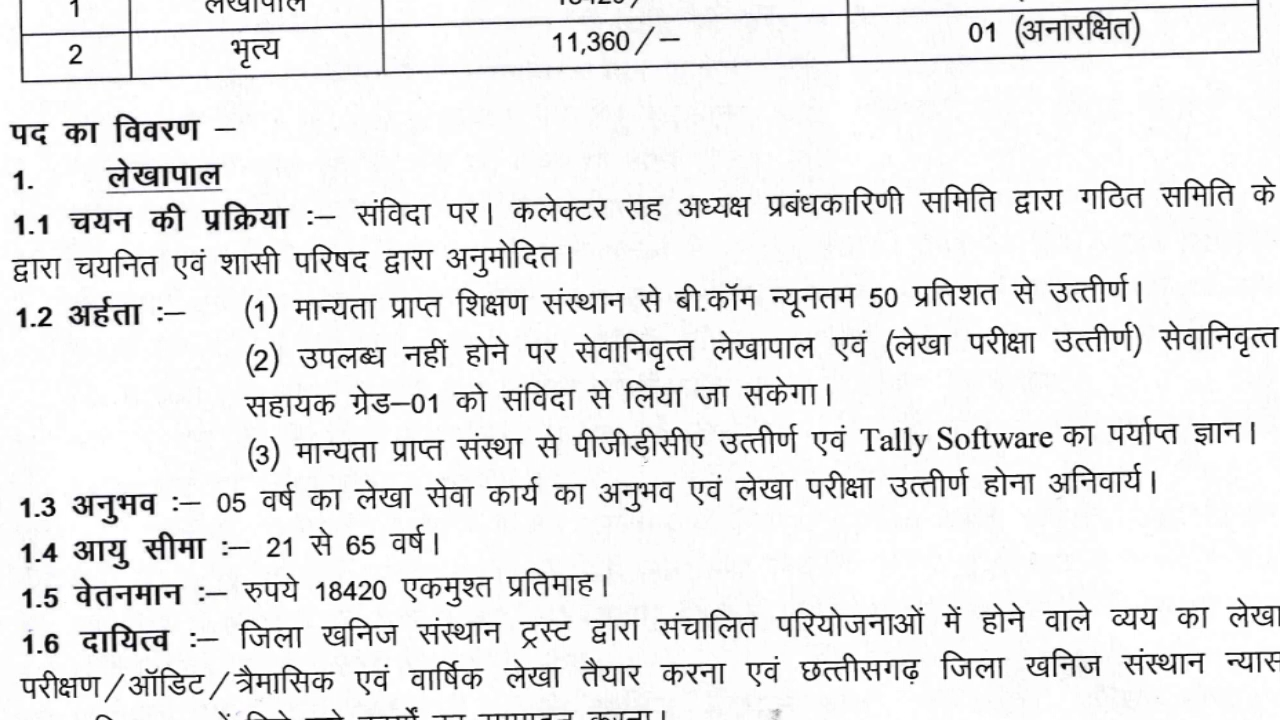 1 लेखापाल
2 भृत्य 11,360/– 01 (अनारक्षित)
पद का विवरण –
1. लेखापाल
1.1 चयन की प्रक्रिया :– संविदा पर। कलेक्टर सह अध्यक्ष प्रबंधकारिणी समिति द्वारा गठित समिति के
द्वारा चयनित एवं शासी परिषद द्वारा अनुमोदित।
1.2 अर्हता :– (1) मान्यता प्राप्त शिक्षण संस्थान से बी.कॉम न्यूनतम 50 प्रतिशत से उत्तीर्ण।
(2) उपलब्ध नहीं होने पर सेवानिवृत्त लेखापाल एवं (लेखा परीक्षा उत्तीर्ण) सेवानिवृत्त
सहायक ग्रेड–01 को संविदा से लिया जा सकेगा।
(3) मान्यता प्राप्त संस्था से पीजीडीसीए उत्तीर्ण एवं Tally Software का पर्याप्त ज्ञान।
1.3 अनुभव :– 05 वर्ष का लेखा सेवा कार्य का अनुभव एवं लेखा परीक्षा उत्तीर्ण होना अनिवार्य।
1.4 आयु सीमा :– 21 से 65 वर्ष।
1.5 वेतनमान :– रुपये 18420 एकमुश्त प्रतिमाह।
1.6 दायित्व :– जिला खनिज संस्थान ट्रस्ट द्वारा संचालित परियोजनाओं में होने वाले व्यय का लेखा
परीक्षण/ऑडिट/त्रैमासिक एवं वार्षिक लेखा तैयार करना एवं छत्तीसगढ़ जिला खनिज संस्थान न्यास